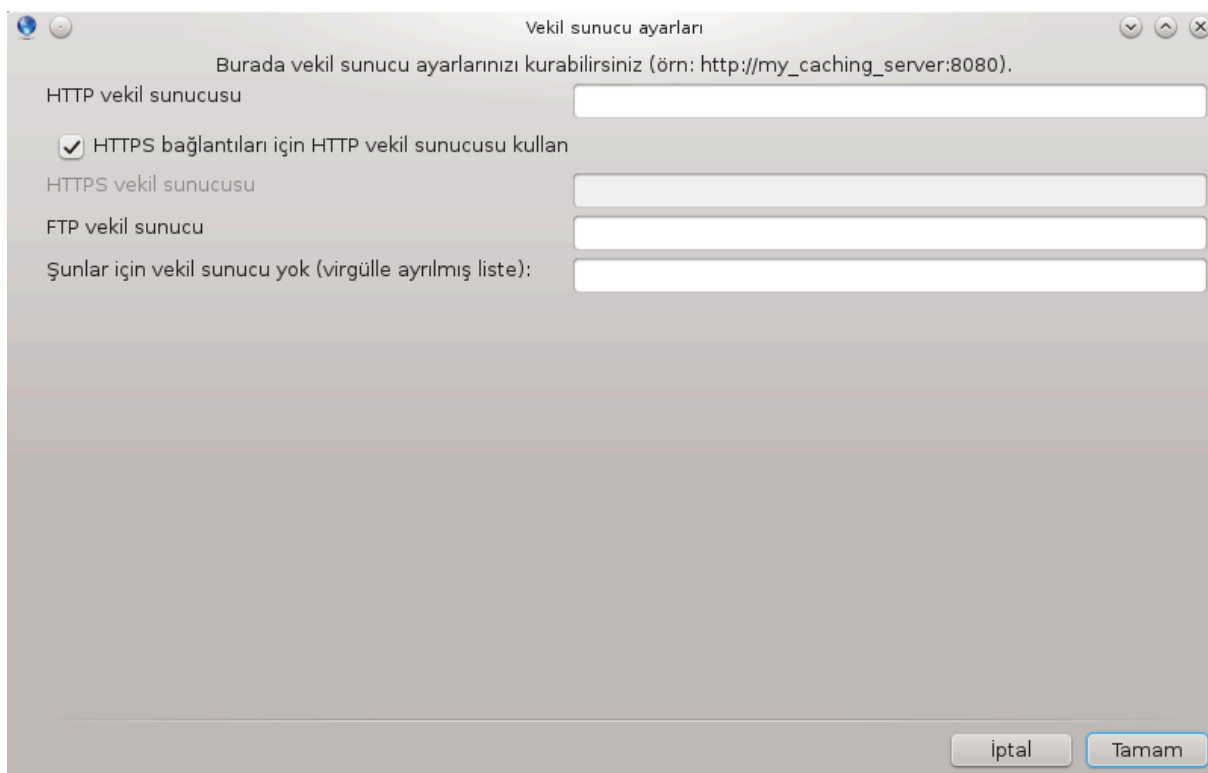 Vekil sunucu ayarları
Burada vekil sunucu ayarlarınızı kurabilirsiniz (örn: http://my_caching_server:8080).
HTTP vekil sunucusu
HTTPS bağlantıları için HTTP vekil sunucusu kullan
HTTPS vekil sunucusu
FTP vekil sunucu
Şunlar için vekil sunucu yok (virgülle ayrılmış liste):
İptal
Tamam